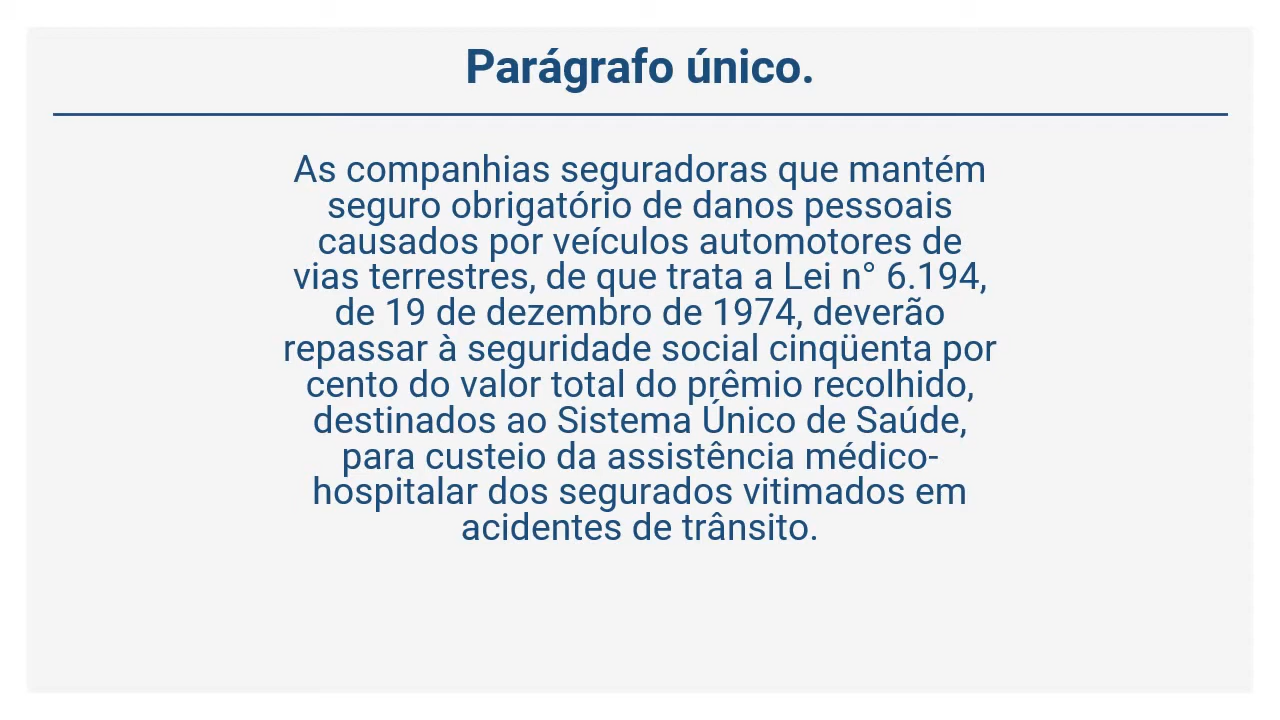 Parágrafo único.
As companhias seguradoras que mantém
seguro obrigatório de danos pessoais
causados por veículos automotores de
vias terrestres, de que trata a Lei n° 6.194,
de 19 de dezembro de 1974, deverão
repassar à seguridade social cinqüenta por
cento do valor total do prêmio recolhido,
destinados ao Sistema Único de Saúde,
para custeio da assistência médico-
hospitalar dos segurados vitimados em
acidentes de trânsito.